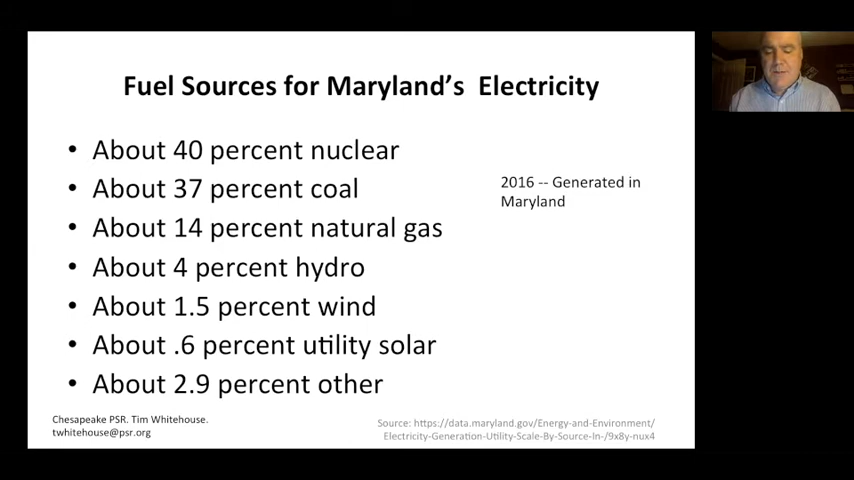 Fuel Sources for Maryland's  Electricity
• About 40 percent nuclear
• About 37 percent coal
• About 14 percent natural gas
• About 4 percent hydro
• About 1.5 percent wind
• About .6 percent utility solar
• About 2.9 percent other
2016 -- Generated in
Maryland
Chesapeake PSR. Tim Whitehouse.
twhitehouse@psr.org
Source: https://data.maryland.gov/Energy-and-Environment/
Electricity-Generation-Utility-Scale-By-Source-In-/9x8y-nux4